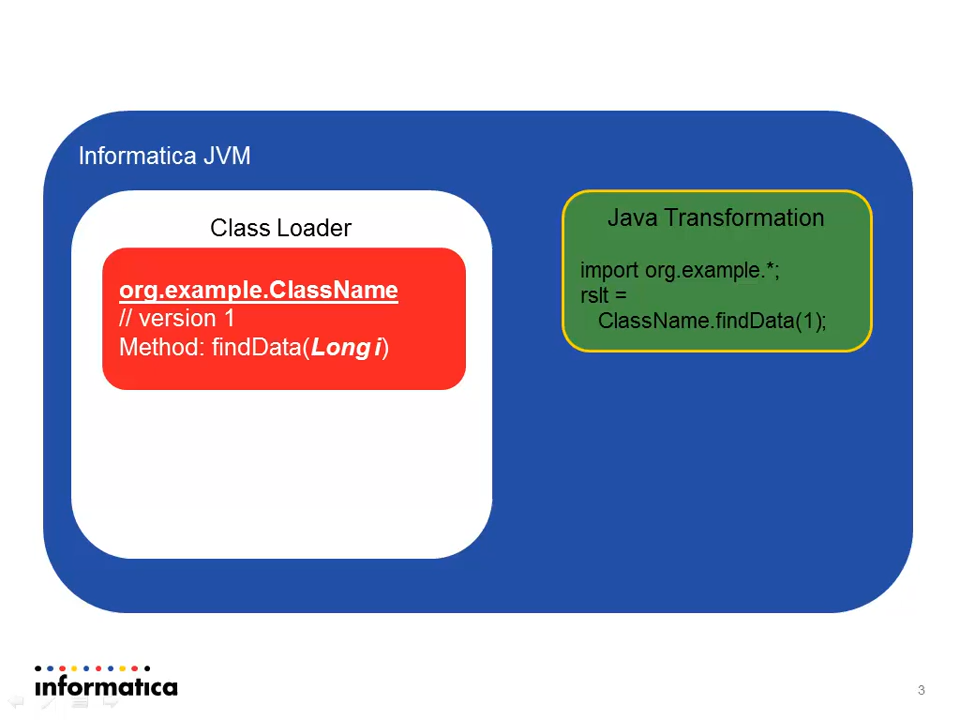 Informatica JVM
Class Loader
org.example.ClassName
// version 1
Method: findData(Long i)
Java Transformation
import org.example.*;
rslt =
ClassName.findData(1);
informatica
3